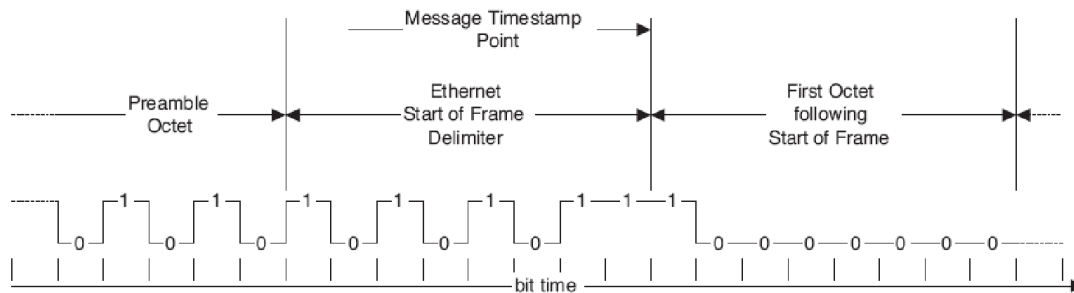 Message Timestamp
Point
Preamble
Octet
Ethernet
Start of Frame
Delimiter
First Octet
following
Start of Frame
0 1 0 1 0 1 0 1 0 1 0 1 1 1 0 0 0 0 0 0 0
bit time